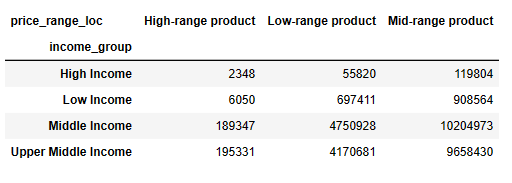 price_range_loc High-range product Low-range product Mid-range product
income_group
High Income 2348 55820 119804
Low Income 6050 697411 908564
Middle Income 189347 4750928 10204973
Upper Middle Income 195331 4170681 9658430